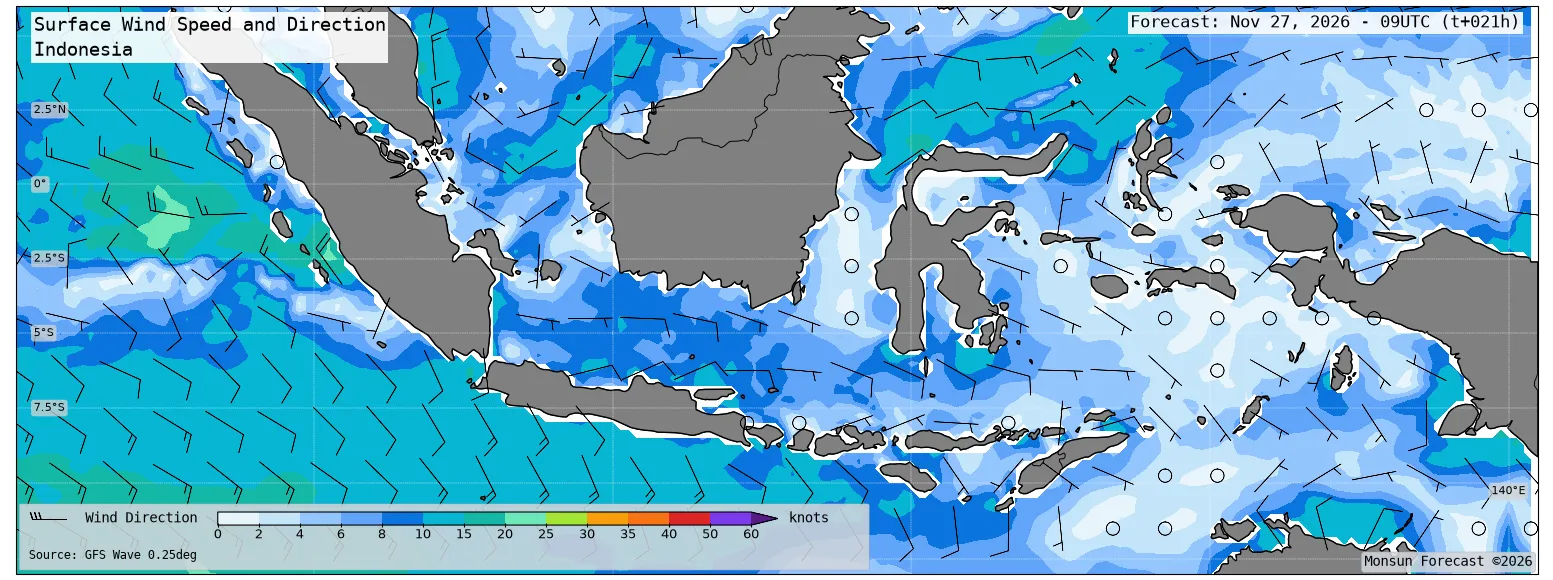 Surface Wind Speed and Direction
Indonesia
Forecast: Nov 27, 2026 - 09UTC (t+021h)
2.5°N
0°
2.5°S
5°S
7.5°S
140°E
Wind Direction
0 2 4 6 8 10 15 20 25 30 40 50 60
knots
Source: GFS Wave 0.25deg
Monsun Forecast ©2026